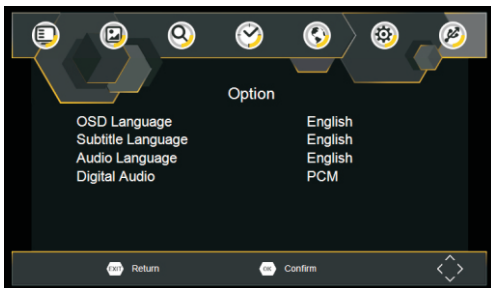 Option
OSD Language English
Subtitle Language English
Audio Language English
Digital Audio PCM
EXIT Return OK Confirm